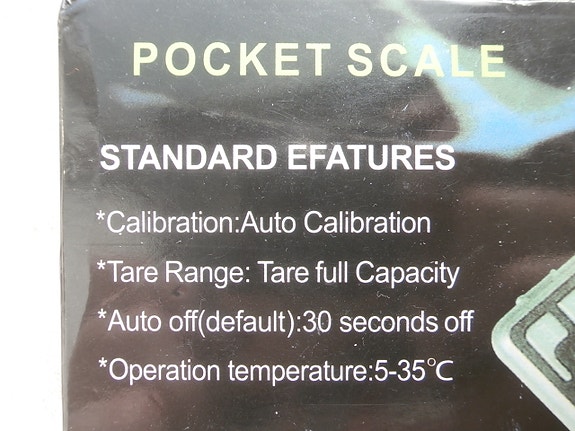 POCKET SCALE
STANDARD EFATURES
*Calibration:Auto Calibration
*Tare Range: Tare full Capacity
*Auto off(default):30 seconds off
*Operation temperature:5-35℃